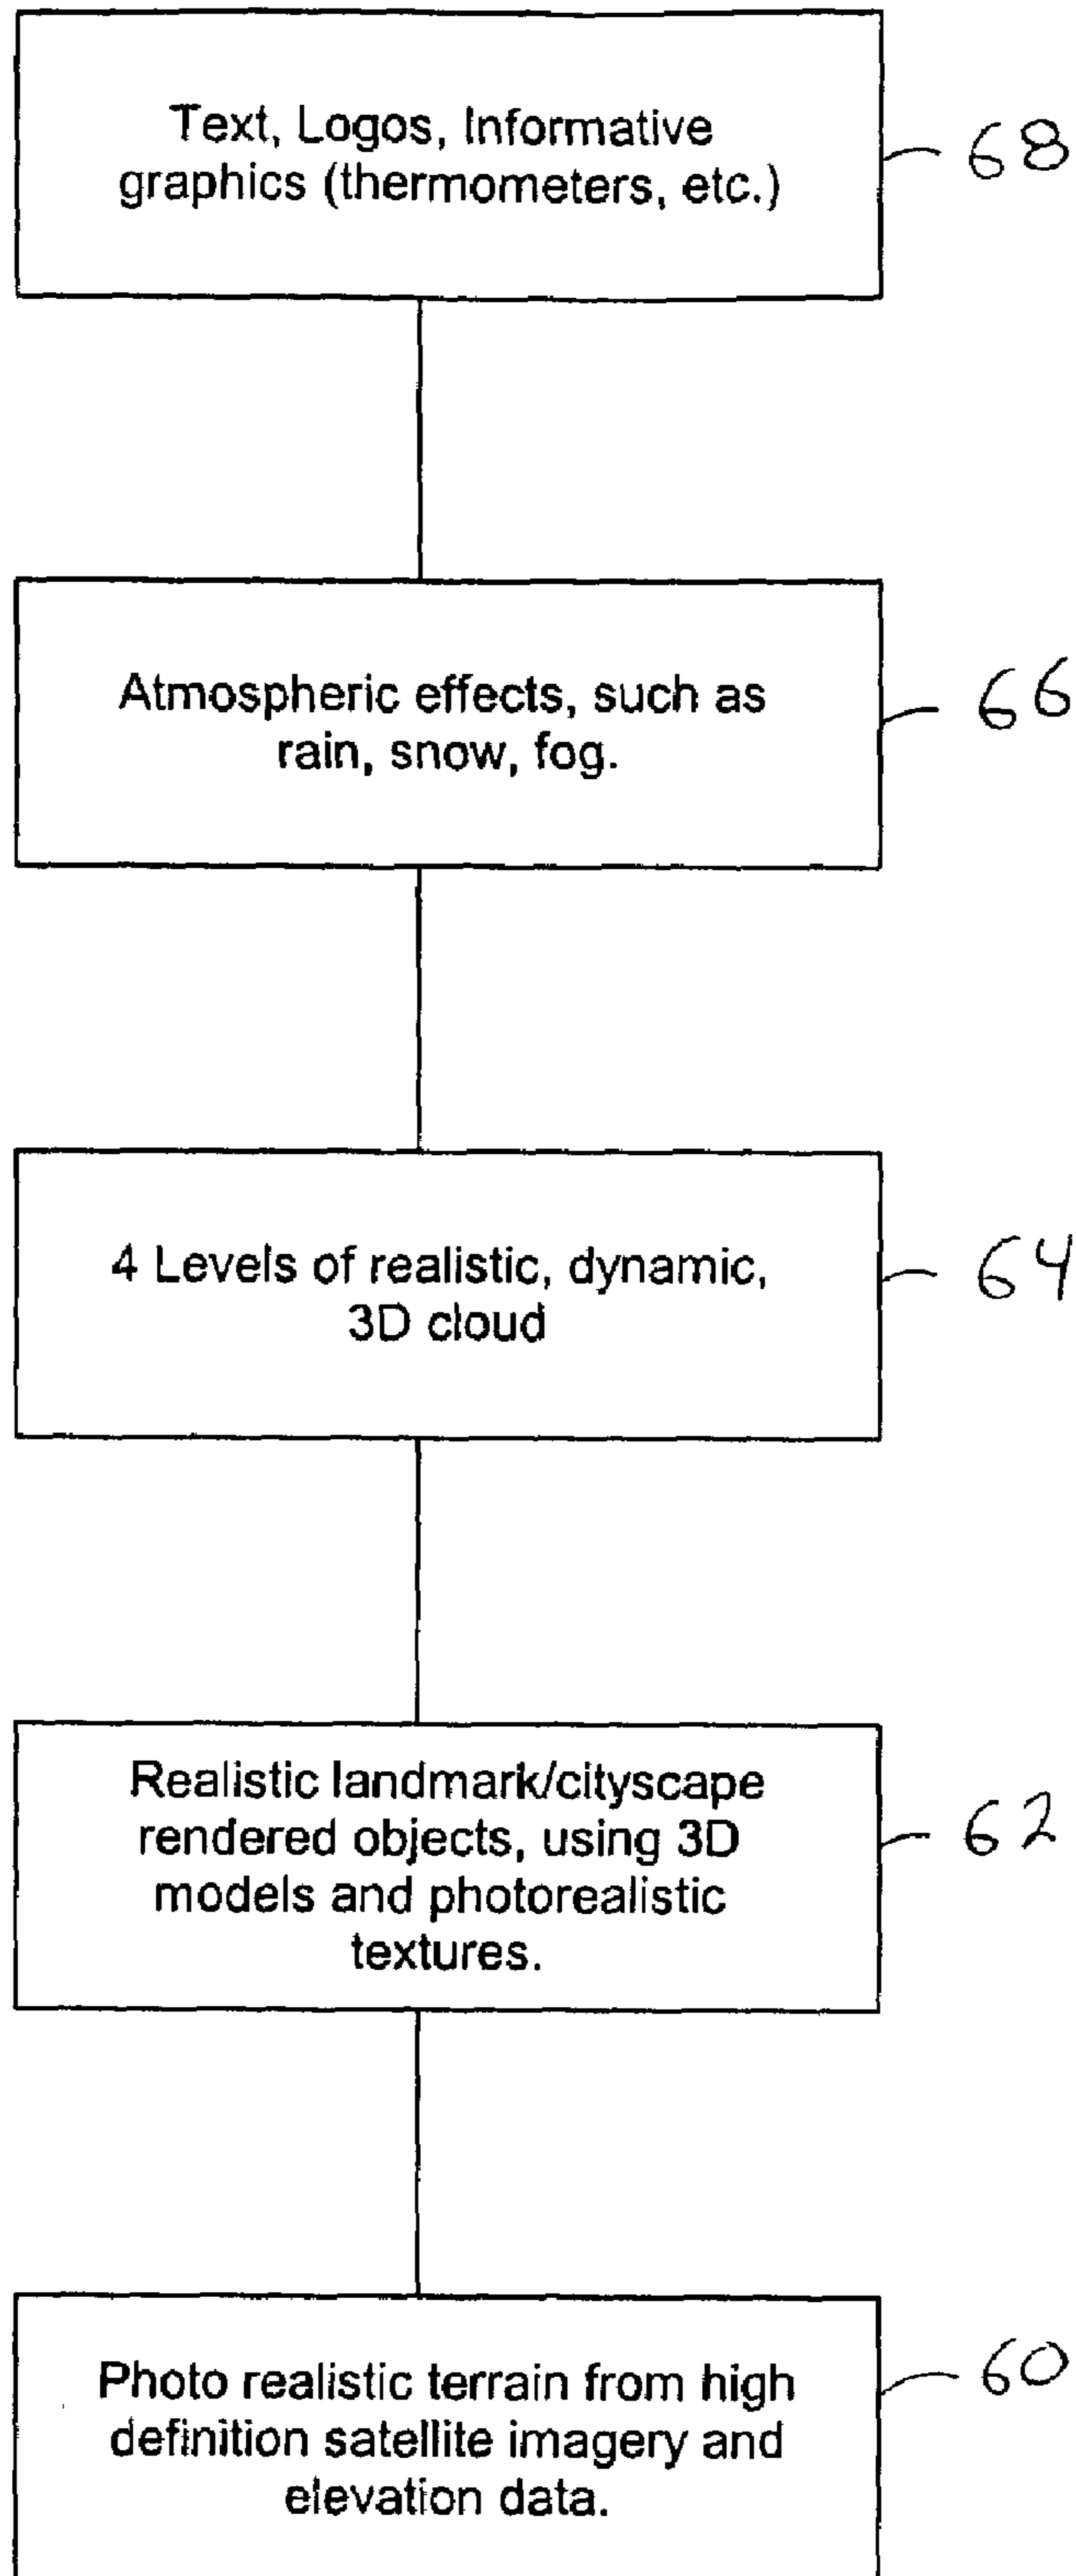 Text, Logos, Informative
graphics (thermometers, etc.)
68
Atmospheric effects, such as
rain, snow, fog.
66
4 Levels of realistic, dynamic,
3D cloud
64
Realistic landmark/cityscape
rendered objects, using 3D
models and photorealistic
textures.
62
Photo realistic terrain from high
definition satellite imagery and
elevation data.
60